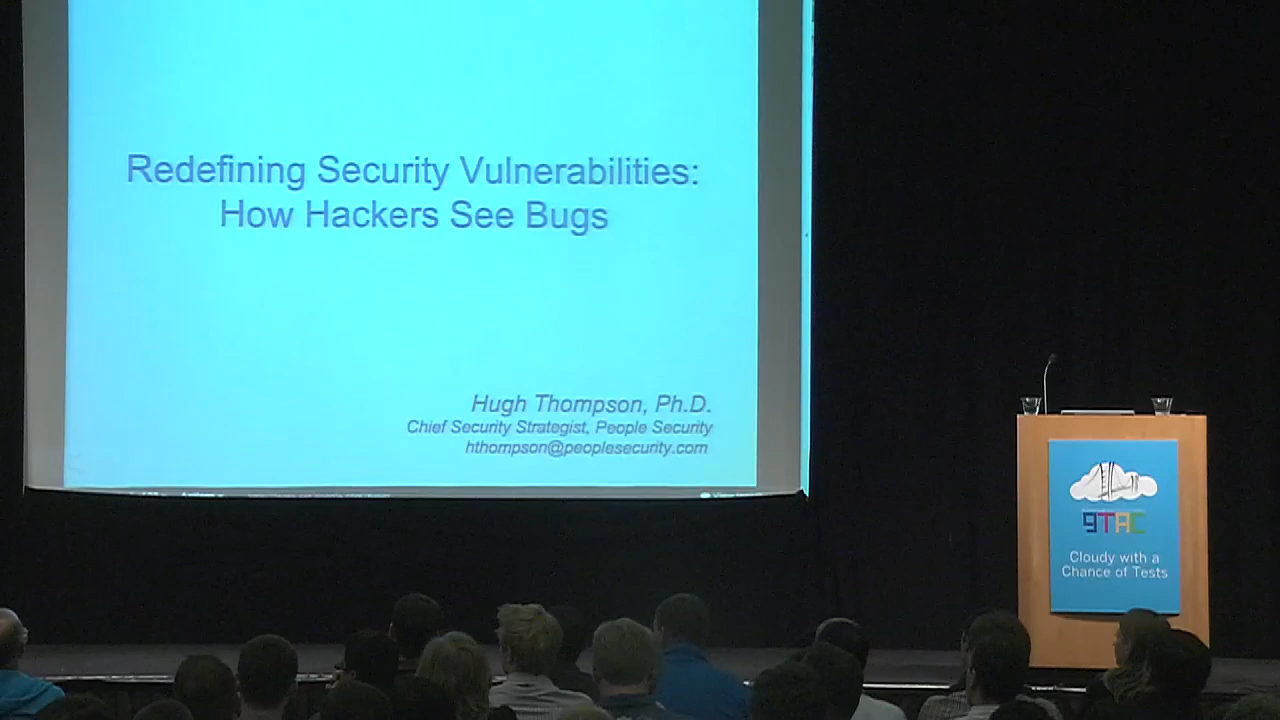 Redefining Security Vulnerabilities:
How Hackers See Bugs
Hugh Thompson, Ph.D.
Chief Security Strategist, People Security
hthompson@peoplesecurity.com
gTAC
Cloudy with a
Chance of Tests